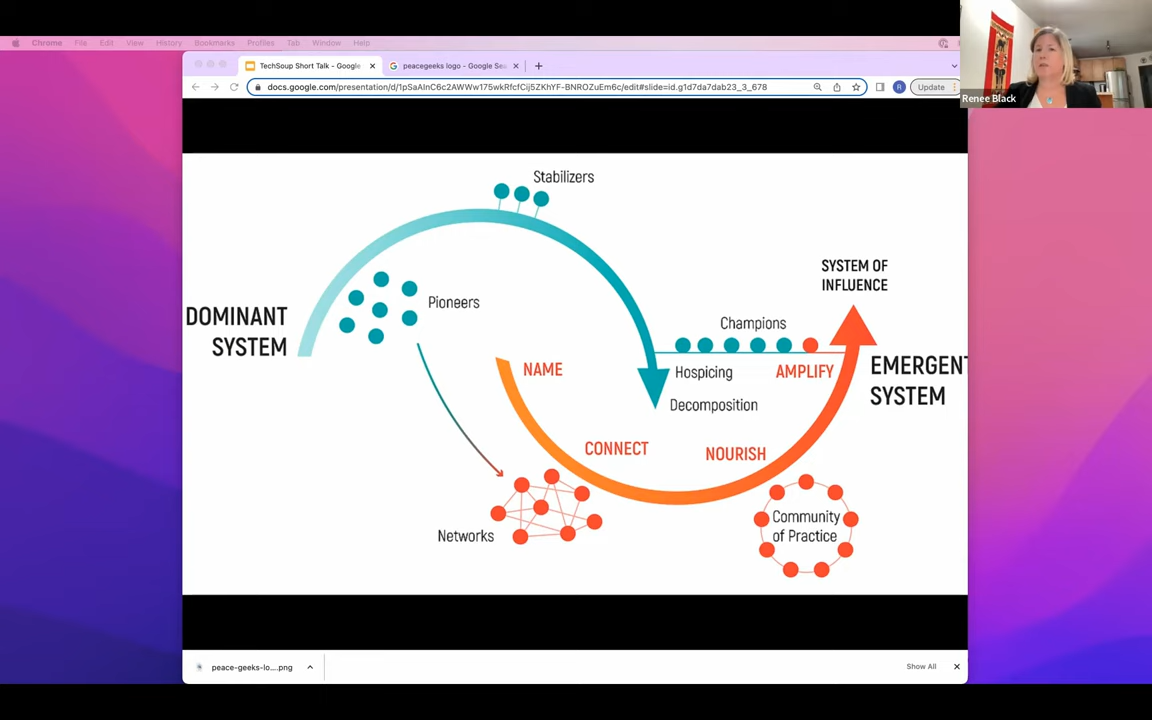 Chrome File Edit View History Bookmarks Profiles Tab Window Help
TechSoup Short Talk - Google
peacegeeks logo - Google Sea
docs.google.com/presentation/d/1pSaAInC6c2AWWw175wkRfcfCij5ZKhYF-BNROZuEm6c/edit#slide=id.g1d7da7dab23_3_678
R
Update
Renee Black
Stabilizers
SYSTEM OF
INFLUENCE
Pioneers
DOMINANT
SYSTEM
Champions
NAME
Hospicing
AMPLIFY
EMERGENT
SYSTEM
Decomposition
CONNECT
NOURISH
Networks
Community
of Practice
peace-geeks-lo....png
Show All